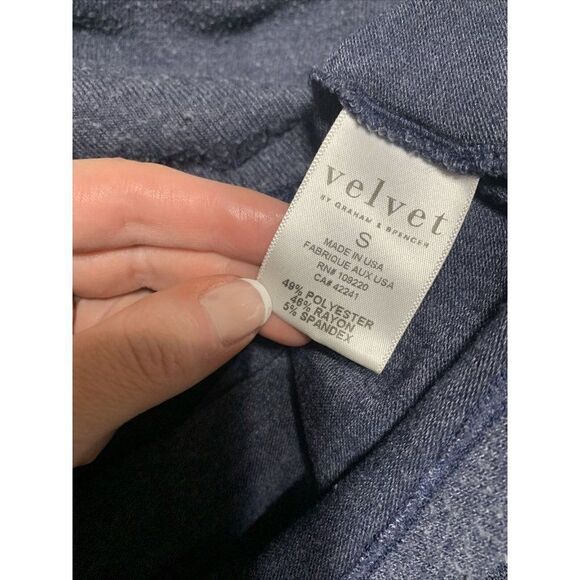 velvet
BY GRAHAM & SPENCER
S
MADE IN USA
FABRIQUE AUX USA
RN# 109220
CA# 42241
49% POLYESTER
46% RAYON
5% SPANDEX